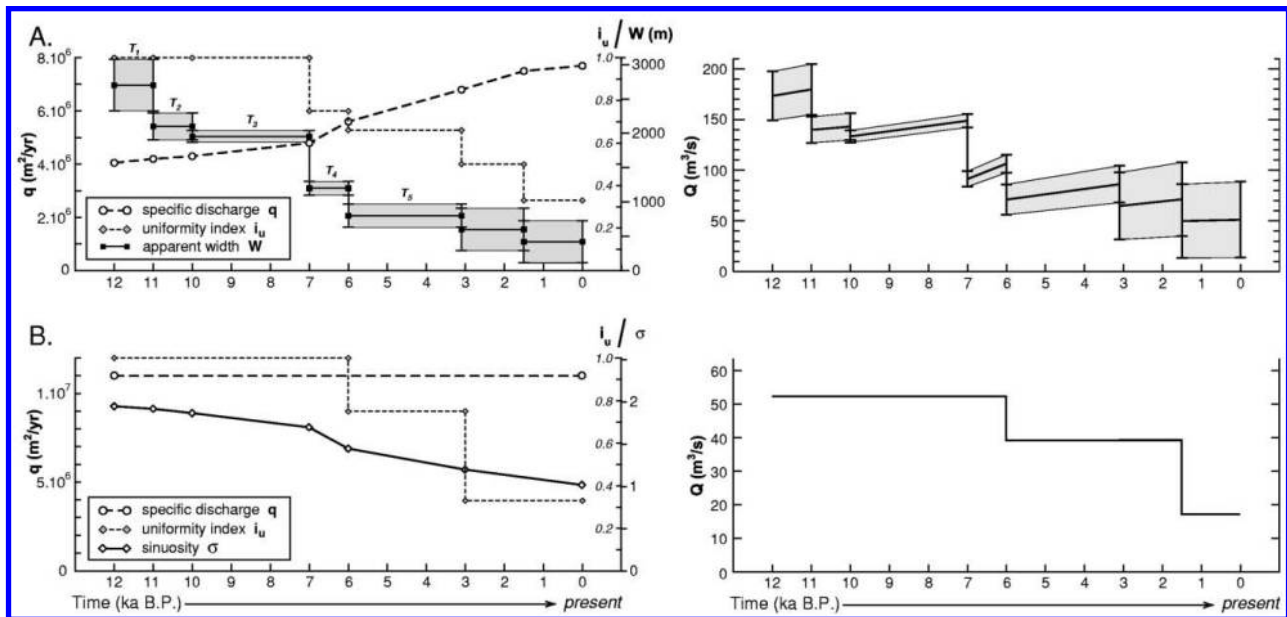 A.
i_u / W (m)
T₁
T₂
T₃
T₄
T₅
8.10⁶
6.10⁶
4.10⁶
2.10⁶
0
q (m²/yr)
1.0
0.8
0.6
0.4
0.2
3000
2000
1000
0
specific discharge q
uniformity index i_u
apparent width W
12 11 10 9 8 7 6 5 4 3 2 1 0
200
150
100
50
0
Q (m³/s)
12 11 10 9 8 7 6 5 4 3 2 1 0
B.
i_u / σ
1.10⁷
5.10⁶
0
q (m²/yr)
1.0
0.8
0.6
0.4
0.2
2
1
0
specific discharge q
uniformity index i_u
sinuosity σ
12 11 10 9 8 7 6 5 4 3 2 1 0
Time (ka B.P.) present
60
50
40
30
20
10
0
Q (m³/s)
12 11 10 9 8 7 6 5 4 3 2 1 0
Time (ka B.P.) present